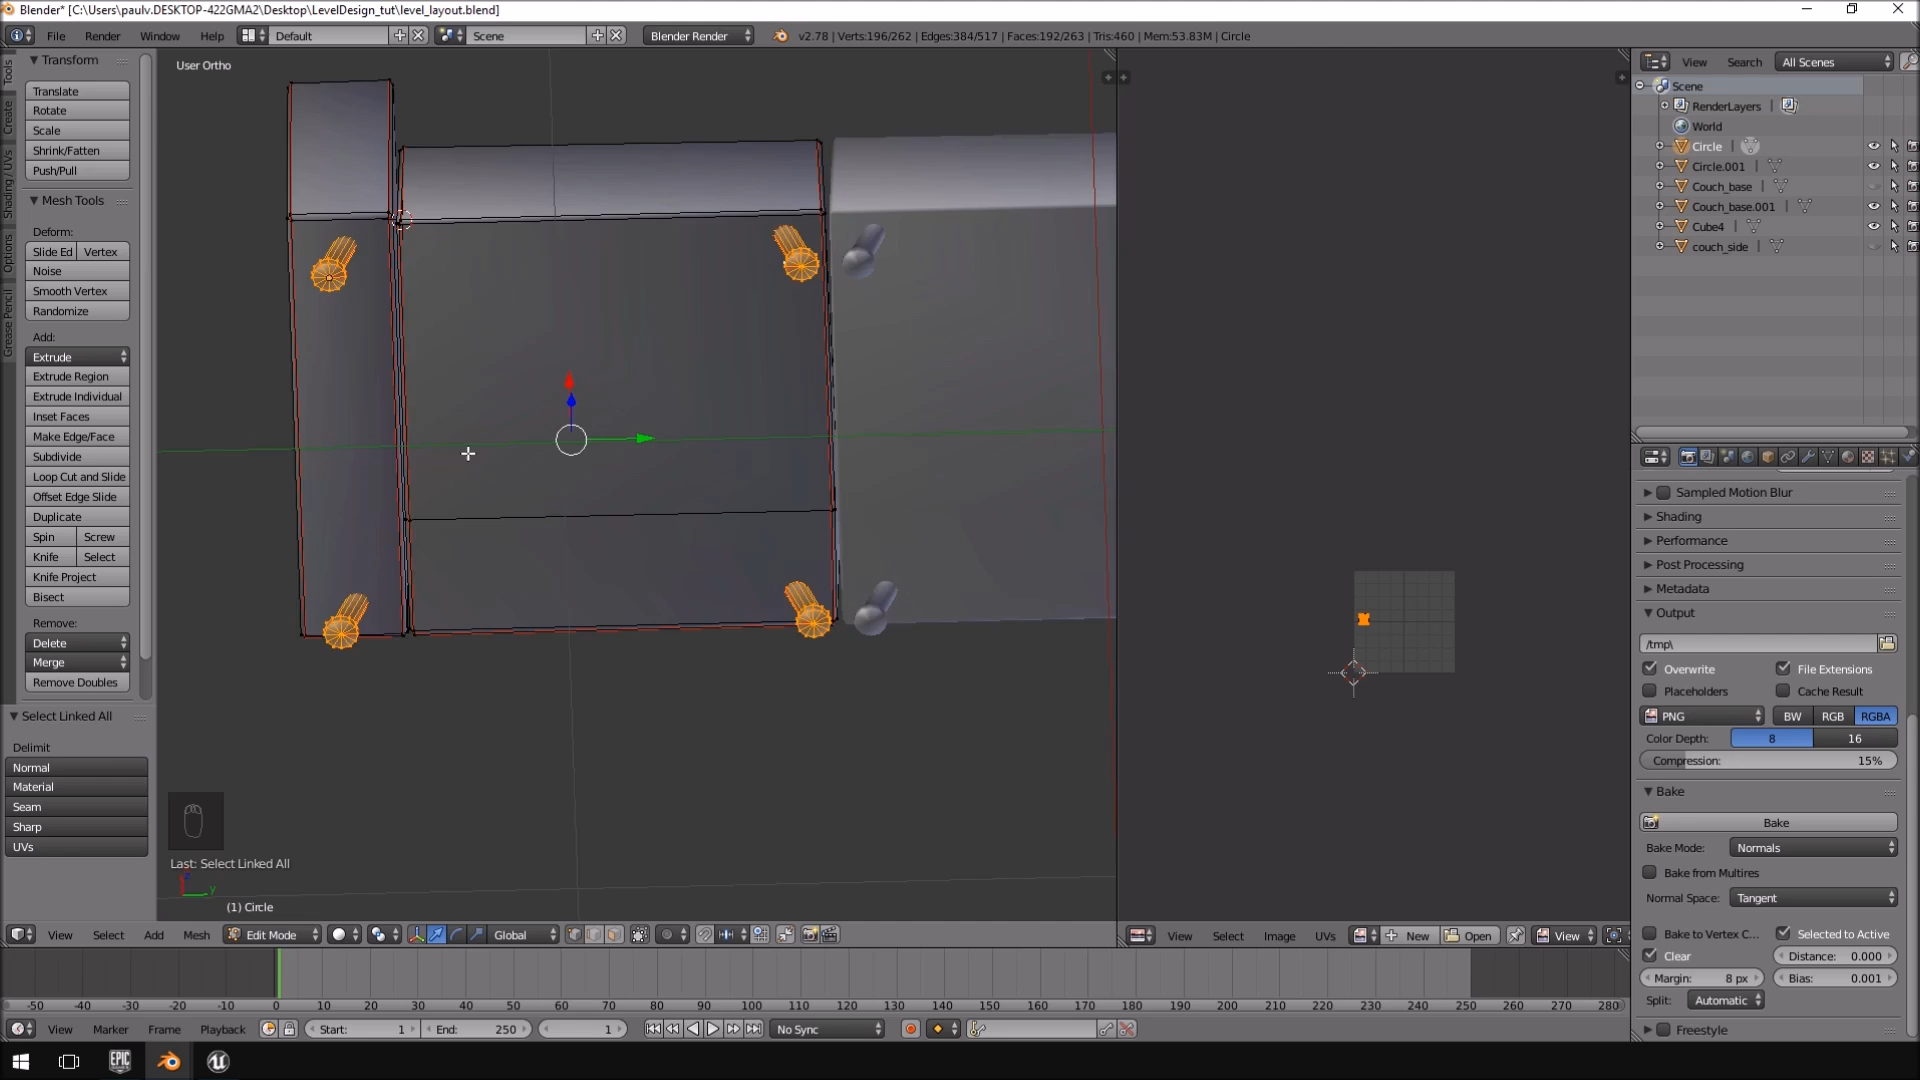 Blender* [C:\Users\paulv.DESKTOP-422GMA2\Desktop\LevelDesign_tut\level_layout.blend]
File Render Window Help Default Scene Blender Render v2.78 | Verts:196/262 | Edges:384/517 | Faces:192/263 | Tris:460 | Mem:53.83M | Circle
Tools
Create
Shading / UVs
Options
Grease Pencil
Transform
Translate
Rotate
Scale
Shrink/Fatten
Push/Pull
Mesh Tools
Deform:
Slide Ed Vertex
Noise
Smooth Vertex
Randomize
Add:
Extrude
Extrude Region
Extrude Individual
Inset Faces
Make Edge/Face
Subdivide
Loop Cut and Slide
Offset Edge Slide
Duplicate
Spin Screw
Knife Select
Knife Project
Bisect
Remove:
Delete
Merge
Remove Doubles
Select Linked All
Delimit
Normal
Material
Seam
Sharp
UVs
User Ortho
Last: Select Linked All
z
y
(1) Circle
View Select Add Mesh Edit Mode Global
View Select Image UVs New Open View
View Search All Scenes
Scene
RenderLayers
World
Circle
Circle.001
Couch_base
Couch_base.001
Cube4
couch_side
Sampled Motion Blur
Shading
Performance
Post Processing
Metadata
Output
/tmp\
Overwrite File Extensions
Placeholders Cache Result
PNG BW RGB RGBA
Color Depth: 8 16
Compression: 15%
Bake
Bake
Bake Mode: Normals
Bake from Multires
Normal Space: Tangent
Bake to Vertex C... Selected to Active
Clear Distance: 0.000
Margin: 8 px Bias: 0.001
Split: Automatic
Freestyle
-50 -40 -30 -20 -10 0 10 20 30 40 50 60 70 80 90 100 110 120 130 140 150 160 170 180 190 200 210 220 230 240 250 260 270 280
View Marker Frame Playback Start: 1 End: 250 1 No Sync
EPIC